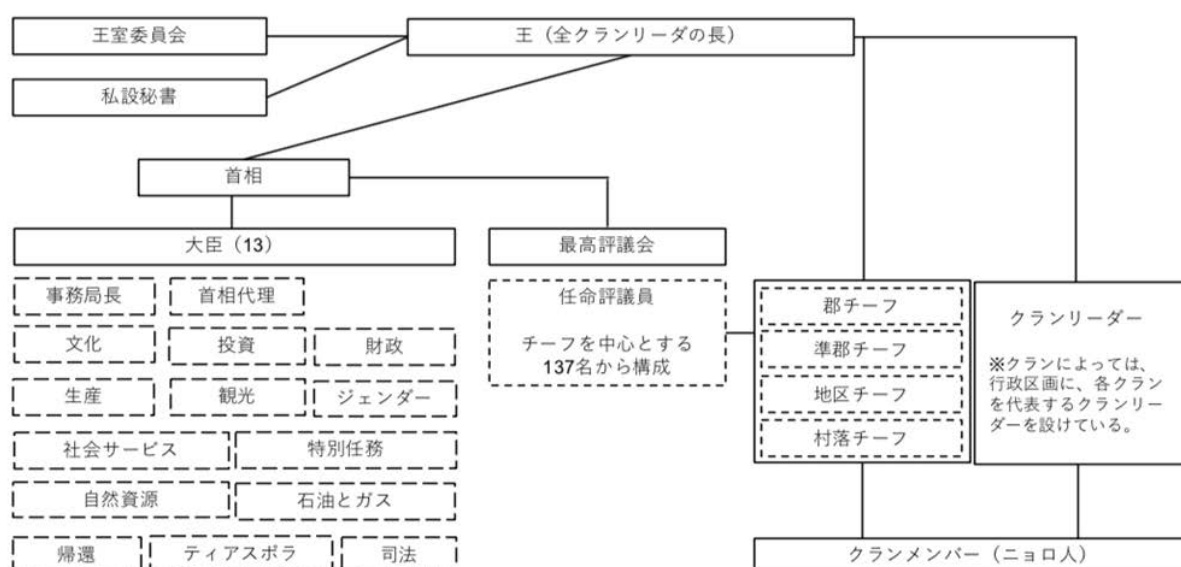 王室委員会
王（全クランリーダの長）
私設秘書
首相
大臣（13）
最高評議会
事務局長
首相代理
任命評議員
チーフを中心とする
137名から構成
文化
投資
財政
生産
観光
ジェンダー
社会サービス
特別任務
自然資源
石油とガス
帰還
ティアスポラ
司法
郡チーフ
準郡チーフ
地区チーフ
村落チーフ
クランリーダー
※クランによっては、
行政区画に、各クラン
を代表するクランリー
ダーを設けている。
クランメンバー（ニョロ人）